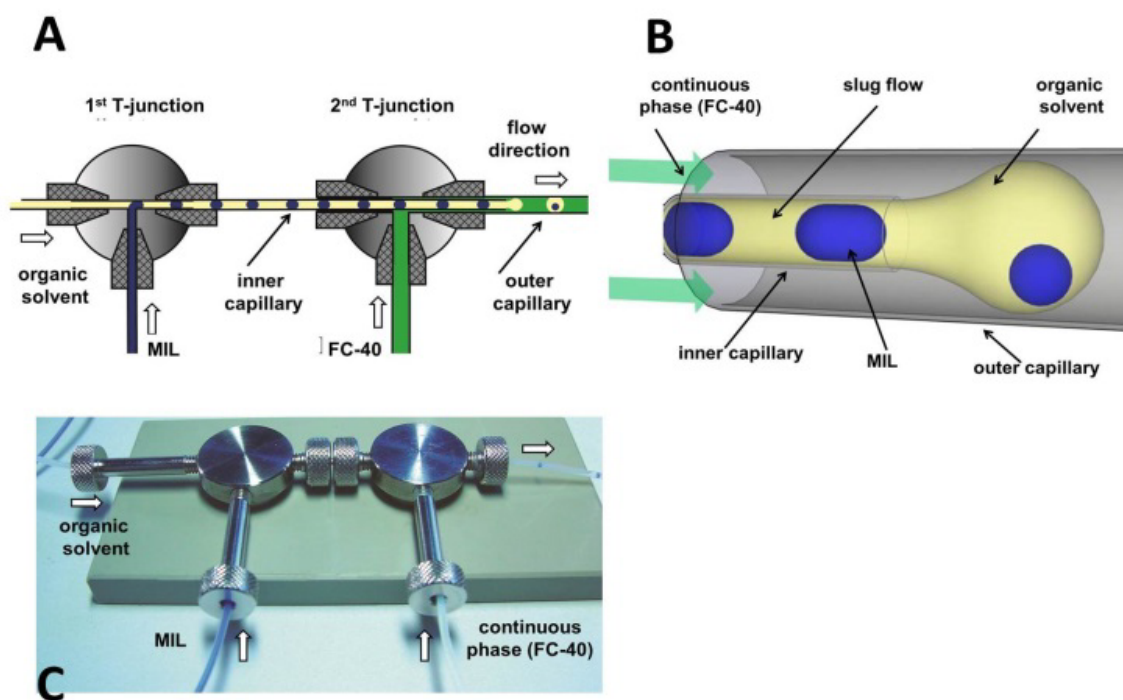 A
1st T-junction
2nd T-junction
flow
direction
organic
solvent
MIL
inner
capillary
FC-40
outer
capillary
B
continuous
phase (FC-40)
slug flow
organic
solvent
inner capillary
MIL
outer capillary
organic
solvent
MIL
continuous
phase (FC-40)
C